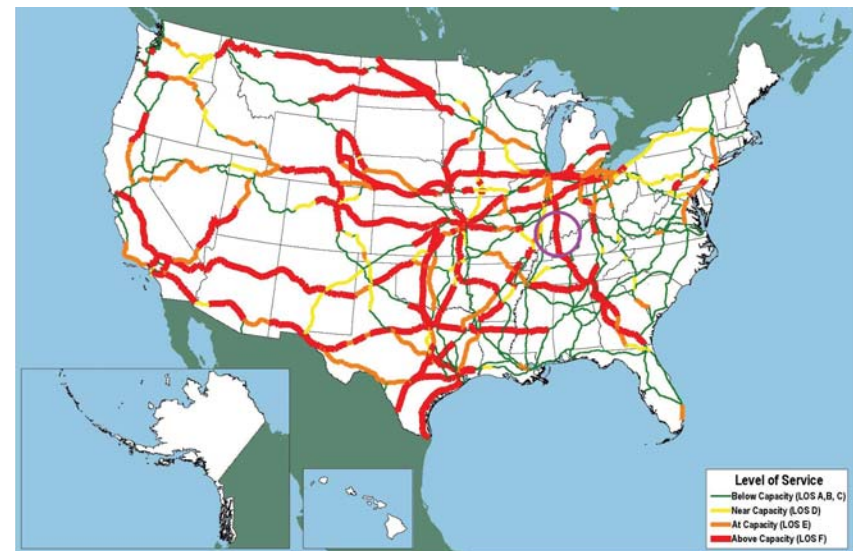 Level of Service
Below Capacity (LOS A,B, C)
Near Capacity (LOS D)
At Capacity (LOS E)
Above Capacity (LOS F)